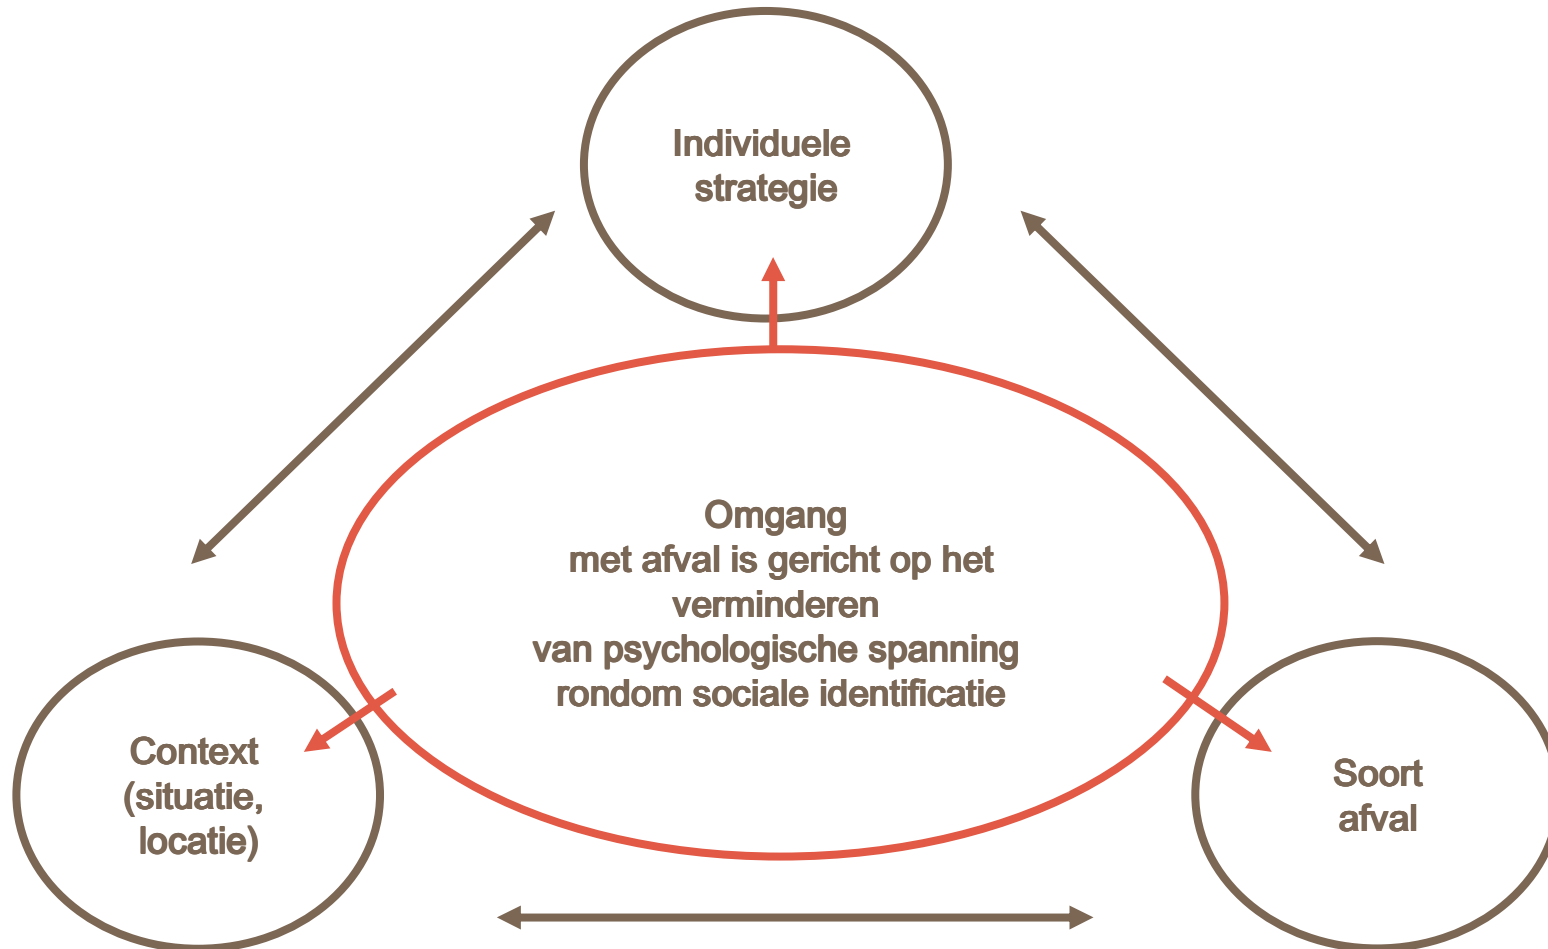 Individuele
strategie
Omgang
met afval is gericht op het
verminderen
van psychologische spanning
rondom sociale identificatie
Context
(situatie,
locatie)
Soort
afval